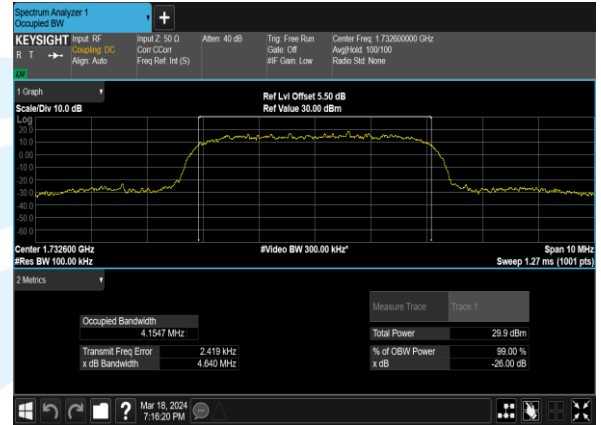 Spectrum Analyzer 1
Occupied BW
KEYSIGHT Input: RF Input Z: 50 Ω Atten: 40 dB Trig: Free Run Center Freq: 1.732600000 GHz
R T Coupling: DC Corr CCorr Gate: Off Avg|Hold: 100/100
Align: Auto Freq Ref: Int (S) #IF Gain: Low Radio Std: None
LW
1 Graph
Ref Lvl Offset 5.50 dB
Scale/Div 10.0 dB Ref Value 30.00 dBm
Log
20.0
10.0
0.00
-10.0
-20.0
-30.0
-40.0
-50.0
-60.0
Center 1.732600 GHz #Video BW 300.00 kHz* Span 10 MHz
#Res BW 100.00 kHz Sweep 1.27 ms (1001 pts)
2 Metrics
Measure Trace Trace 1
Occupied Bandwidth
4.1547 MHz Total Power 29.9 dBm
Transmit Freq Error 2.419 kHz % of OBW Power 99.00 %
x dB Bandwidth 4.640 MHz x dB -26.00 dB
Mar 18, 2024
7:16:20 PM